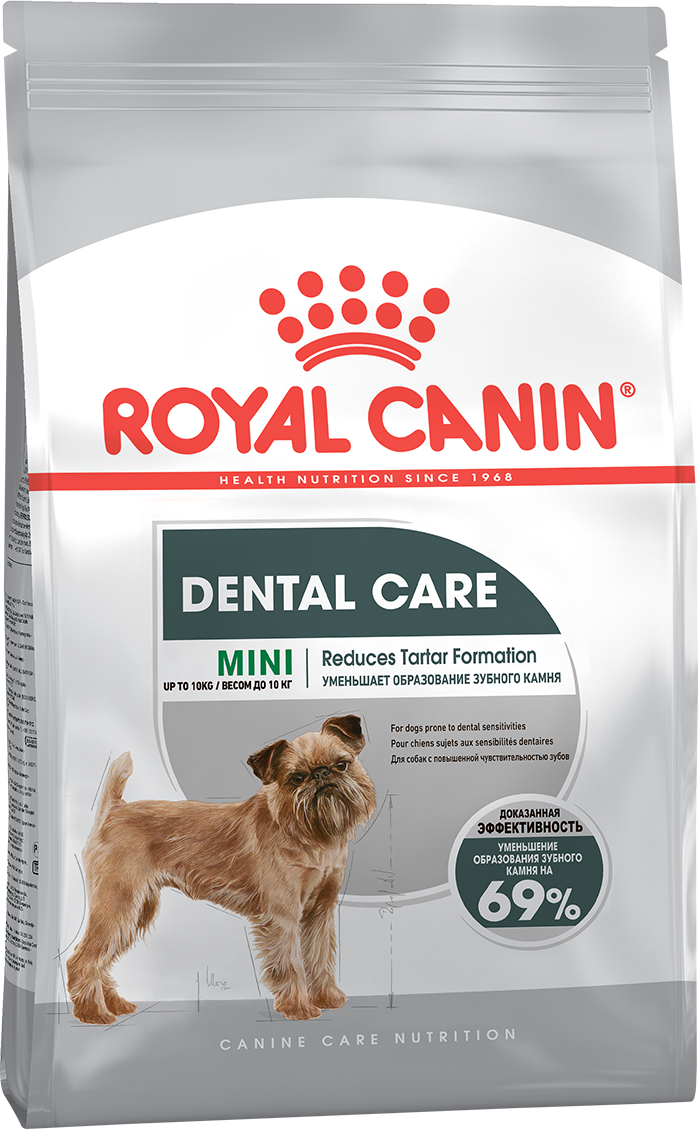 ROYAL CANIN®
HEALTH NUTRITION SINCE 1968
DENTAL CARE
MINI
UP TO 10KG / ВЕСОМ ДО 10 КГ
Reduces Tartar Formation
УМЕНЬШАЕТ ОБРАЗОВАНИЕ ЗУБНОГО КАМНЯ
For dogs prone to dental sensitivities
Pour chiens sujets aux sensibilités dentaires
Для собак с повышенной чувствительностью зубов
ДОКАЗАННАЯ
ЭФФЕКТИВНОСТЬ
УМЕНЬШЕНИЕ
ОБРАЗОВАНИЯ ЗУБНОГО
КАМНЯ НА
69%
CANINE CARE NUTRITION